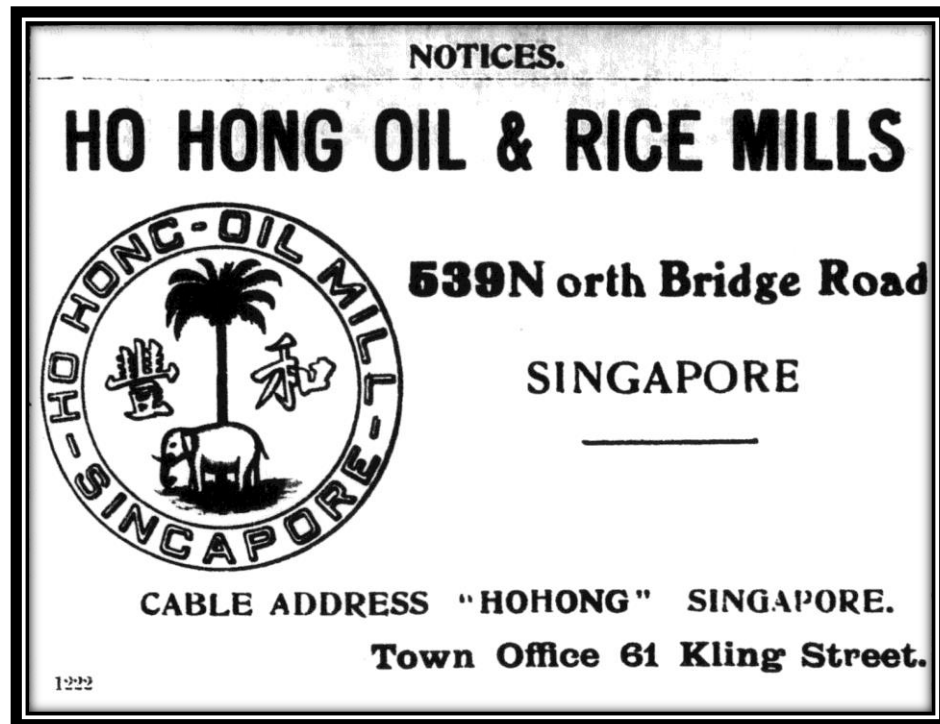 NOTICES.
HO HONG OIL & RICE MILLS
HO HONG-OIL MILL-
-SINGAPORE-
豐 和
539N orth Bridge Road
SINGAPORE
CABLE ADDRESS "HOHONG" SINGAPORE.
Town Office 61 Kling Street.
1222